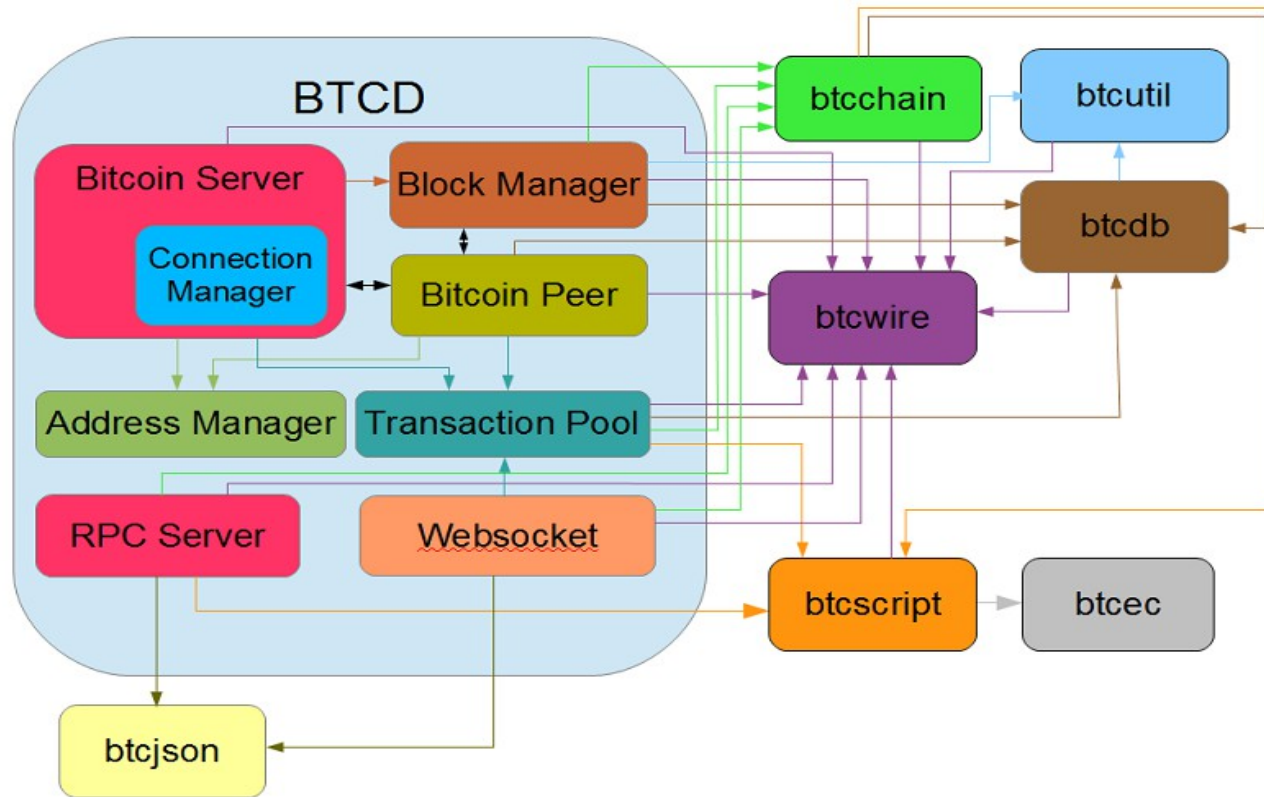 BTCD
btcchain
btcutil
Bitcoin Server
Block Manager
btcdb
Connection
Manager
Bitcoin Peer
btcwire
Address Manager
Transaction Pool
RPC Server
Websocket
btcscript
btcec
btcjson